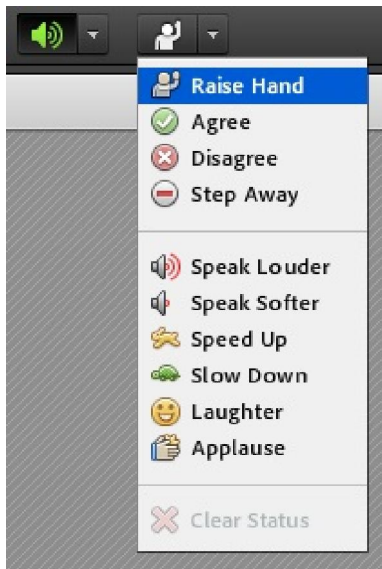 Raise Hand
Agree
Disagree
Step Away
Speak Louder
Speak Softer
Speed Up
Slow Down
Laughter
Applause
Clear Status